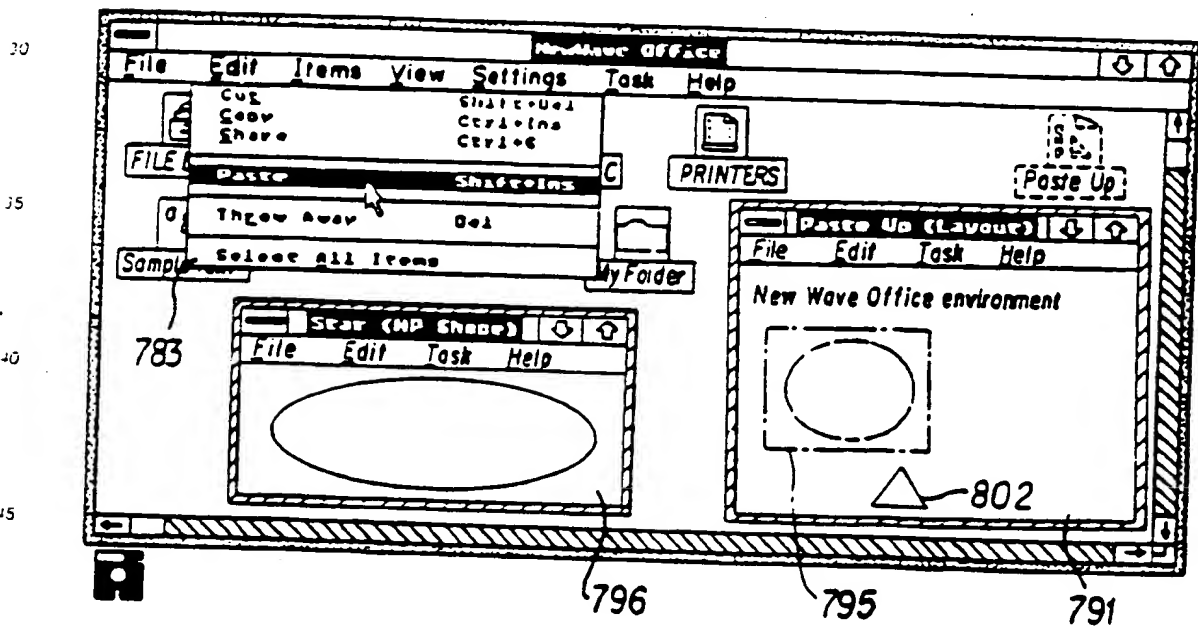 30
NewWave Office
File Edit Items View Settings Task Help
Cut Shift+Del
Copy Ctrl+Ins
Share Ctrl+S
FILE C PRINTERS Paste Up
35
Paste Shift+Ins
Throw Away Del
Paste Up (Layout)
File Edit Task Help
Select All Items
Sampl My Folder
New Wave Office environment
Star (HP Shape)
783
40
File Edit Task Help
802
45
796 795 791